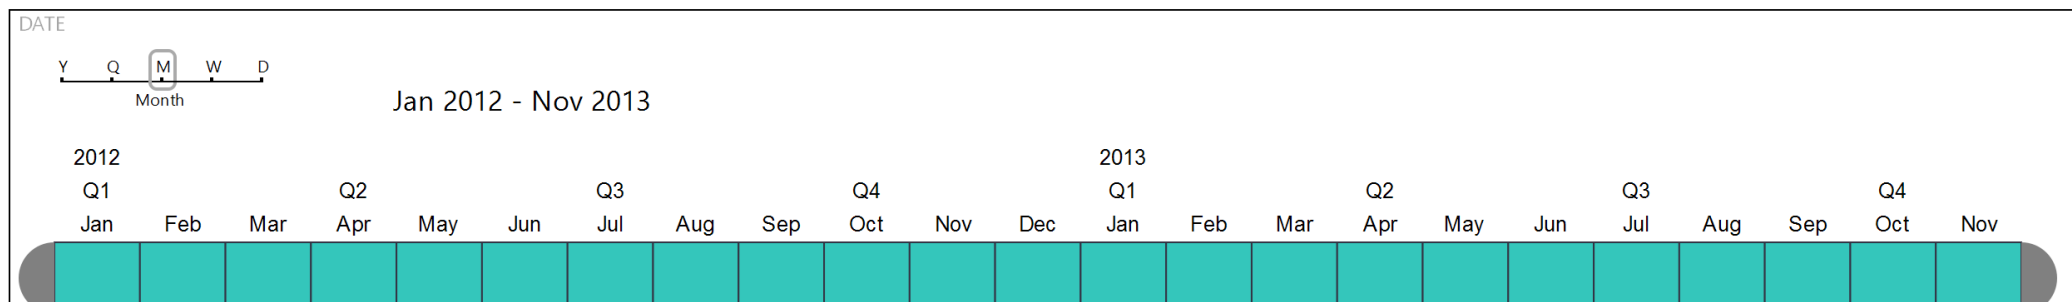 DATE
Y Q M W D
Month
Jan 2012 - Nov 2013
2012 2013
Q1 Q2 Q3 Q4 Q1 Q2 Q3 Q4
Jan Feb Mar Apr May Jun Jul Aug Sep Oct Nov Dec Jan Feb Mar Apr May Jun Jul Aug Sep Oct Nov